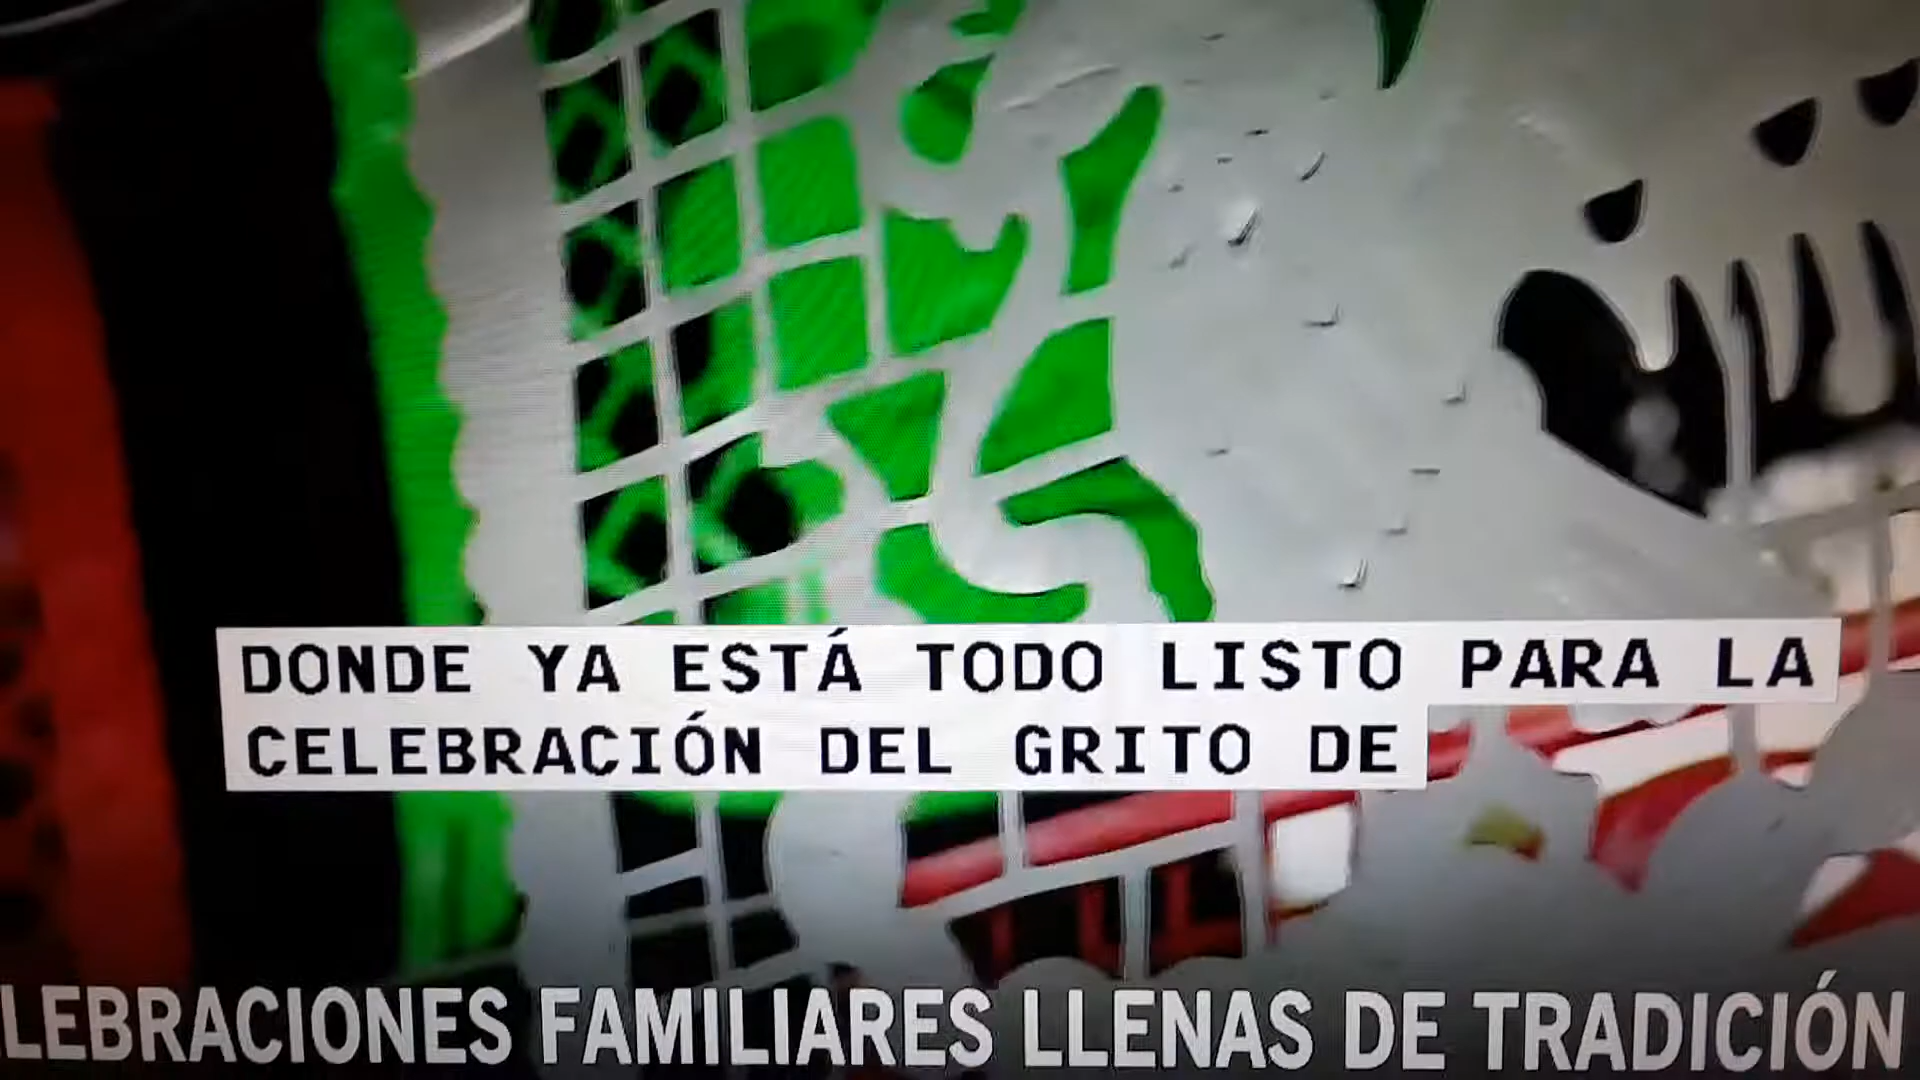 DONDE YA ESTÁ TODO LISTO PARA LA
CELEBRACIÓN DEL GRITO DE
LEBRACIONES FAMILIARES LLENAS DE TRADICIÓN